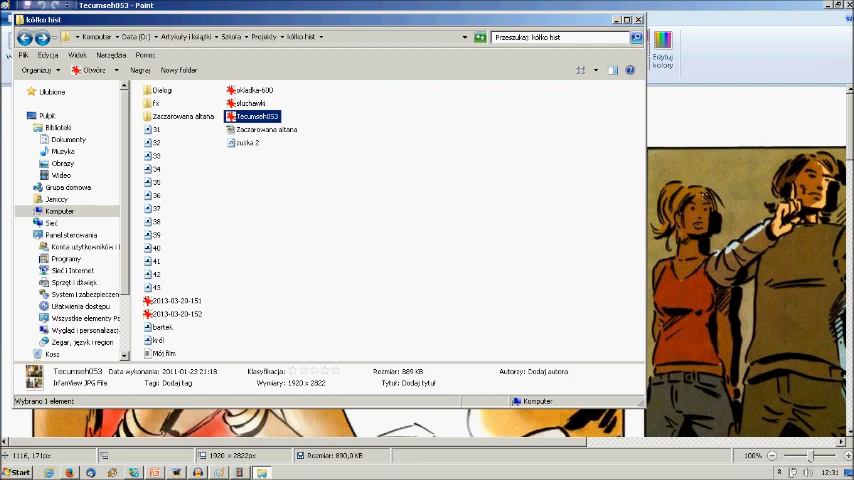 Tecumseh053 - Paint
kółko hist
Komputer ▸ Data (D:) ▸ Artykuły i książki ▸ Szkoła ▸ Projekty ▸ kółko hist ▸
Przeszukaj: kółko hist
Plik Edycja Widok Narzędzia Pomoc
Organizuj Otwórz Nagraj Nowy folder
Edytuj
kolory
Ulubione
Pulpit
Biblioteki
Dokumenty
Muzyka
Obrazy
Wideo
Grupa domowa
Janiccy
Komputer
Sieć
Panel sterowania
Konta użytkowników i
Programy
Sieć i Internet
Sprzęt i dźwięk
System i zabezpieczen
Ułatwienia dostępu
Wszystkie elementy Pa
Wygląd i personalizac
Zegar, język i region
Kosz
Dialogi
fx
Zaczarowana altana
31
32
33
34
35
36
37
38
39
40
41
42
43
2013-03-20-151
2013-03-20-152
bartek
król
Mój film
okladka-600
słuchawki
Tecumseh053
Zaczarowana altana
zuzka 2
Tecumseh053 Data wykonania: 2011-01-23 21:18 Klasyfikacja: Rozmiar: 889 KB Autorzy: Dodaj autora
IrfanView JPG File Tagi: Dodaj tag Wymiary: 1920 x 2822 Tytuł: Dodaj tytuł
Wybrano 1 element Komputer
1116, 171px 1920 × 2822px Rozmiar: 890,0KB 100%
Start 12:31